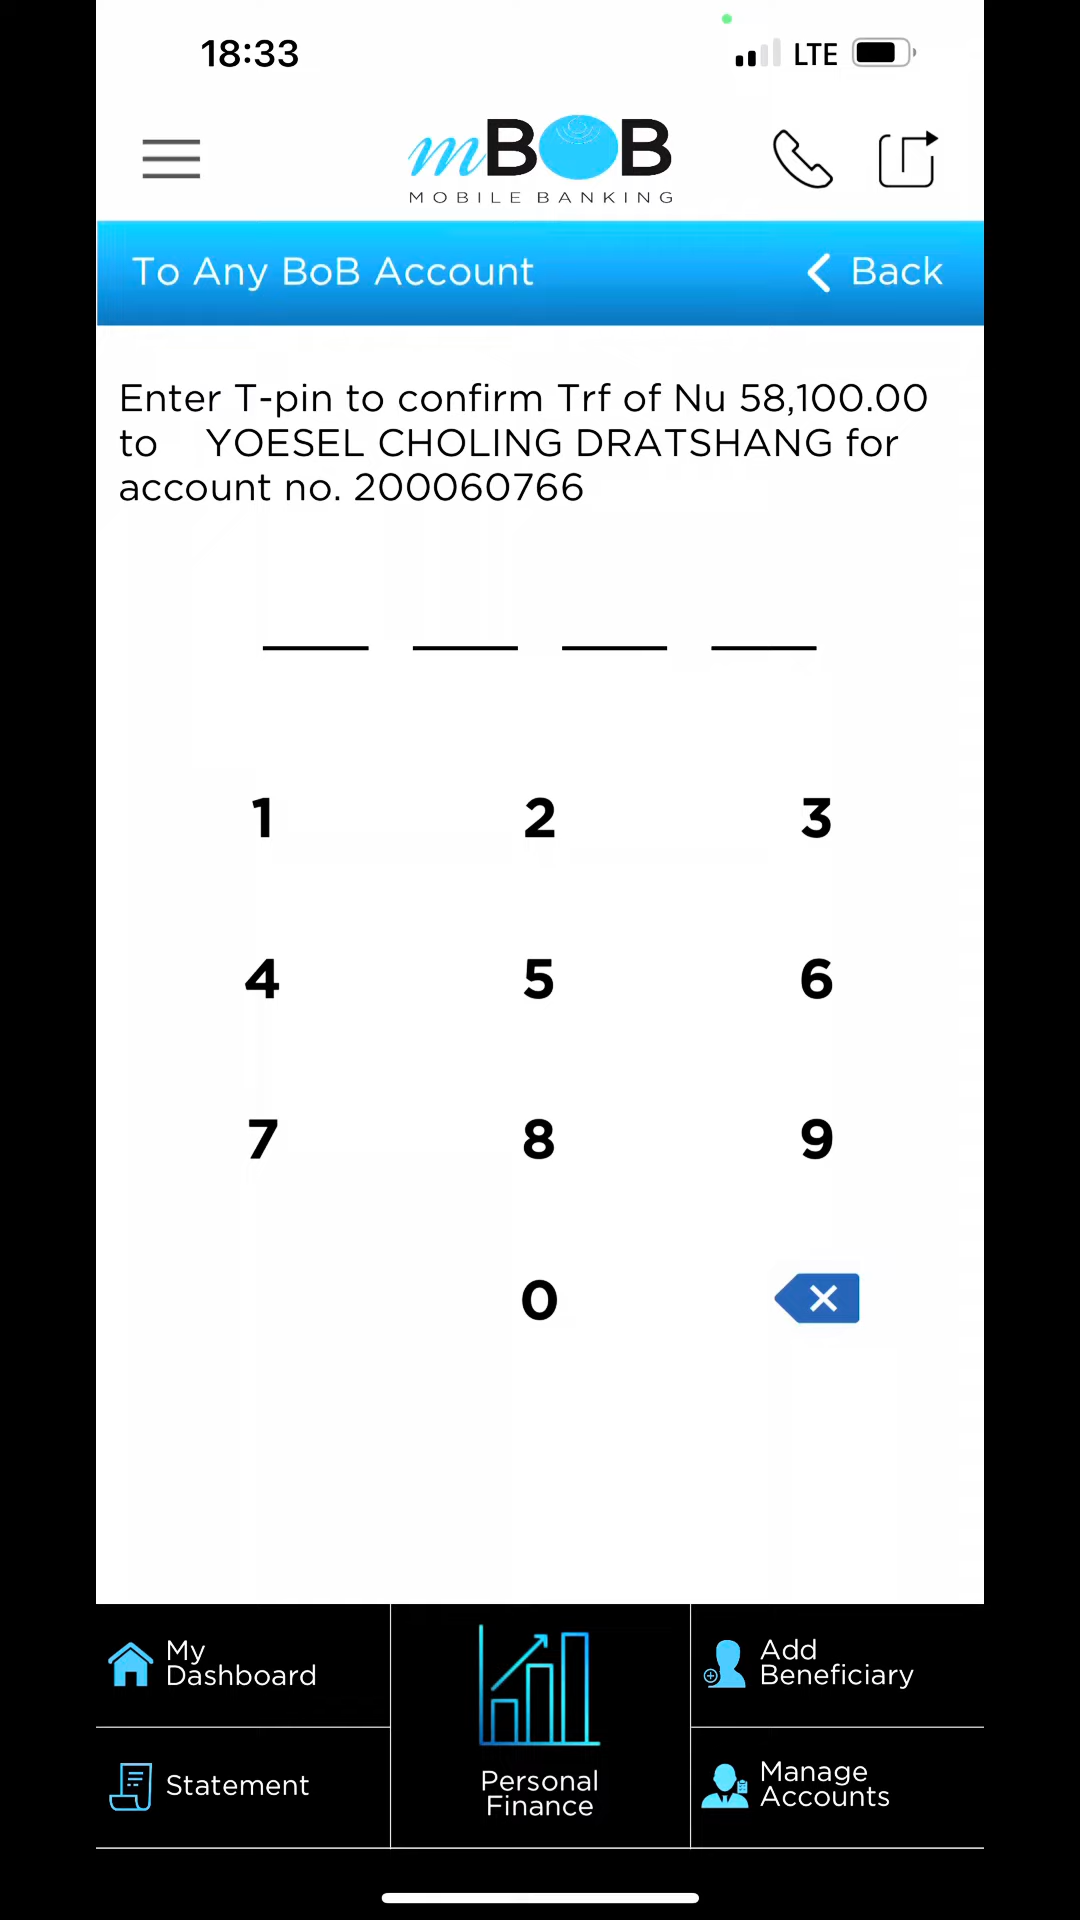 18:33 LTE
mBOB
MOBILE BANKING
To Any BoB Account Back
Enter T-pin to confirm Trf of Nu 58,100.00
to YOESEL CHOLING DRATSHANG for
account no. 200060766
1 2 3
4 5 6
7 8 9
0
My
Dashboard
Statement
Personal
Finance
Add
Beneficiary
Manage
Accounts